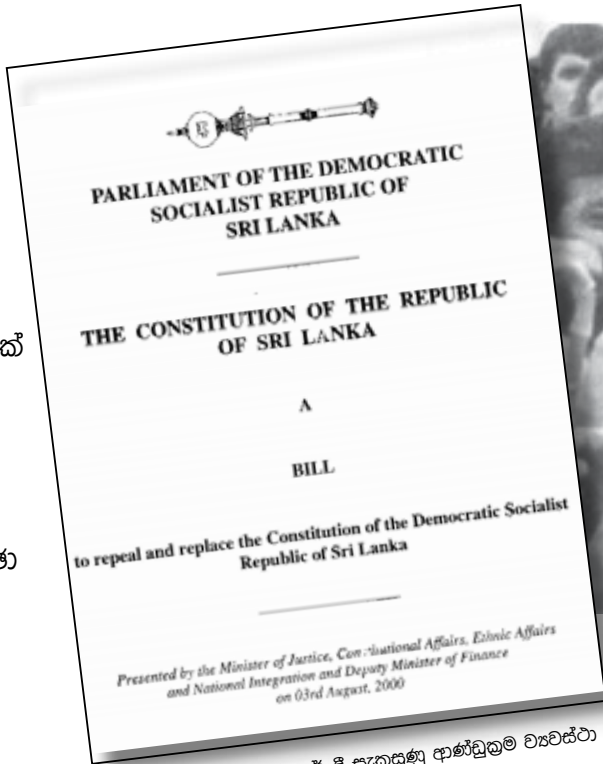 PARLIAMENT OF THE DEMOCRATIC
SOCIALIST REPUBLIC OF
SRI LANKA
THE CONSTITUTION OF THE REPUBLIC
OF SRI LANKA
A
BILL
to repeal and replace the Constitution of the Democratic Socialist
Republic of Sri Lanka
Presented by the Minister of Justice, Constitutional Affairs, Ethnic Affairs
and National Integration and Deputy Minister of Finance
on 03rd August, 2000
සැකසුණු ආණ්ඩුක්‍රම ව්‍යවස්ථා